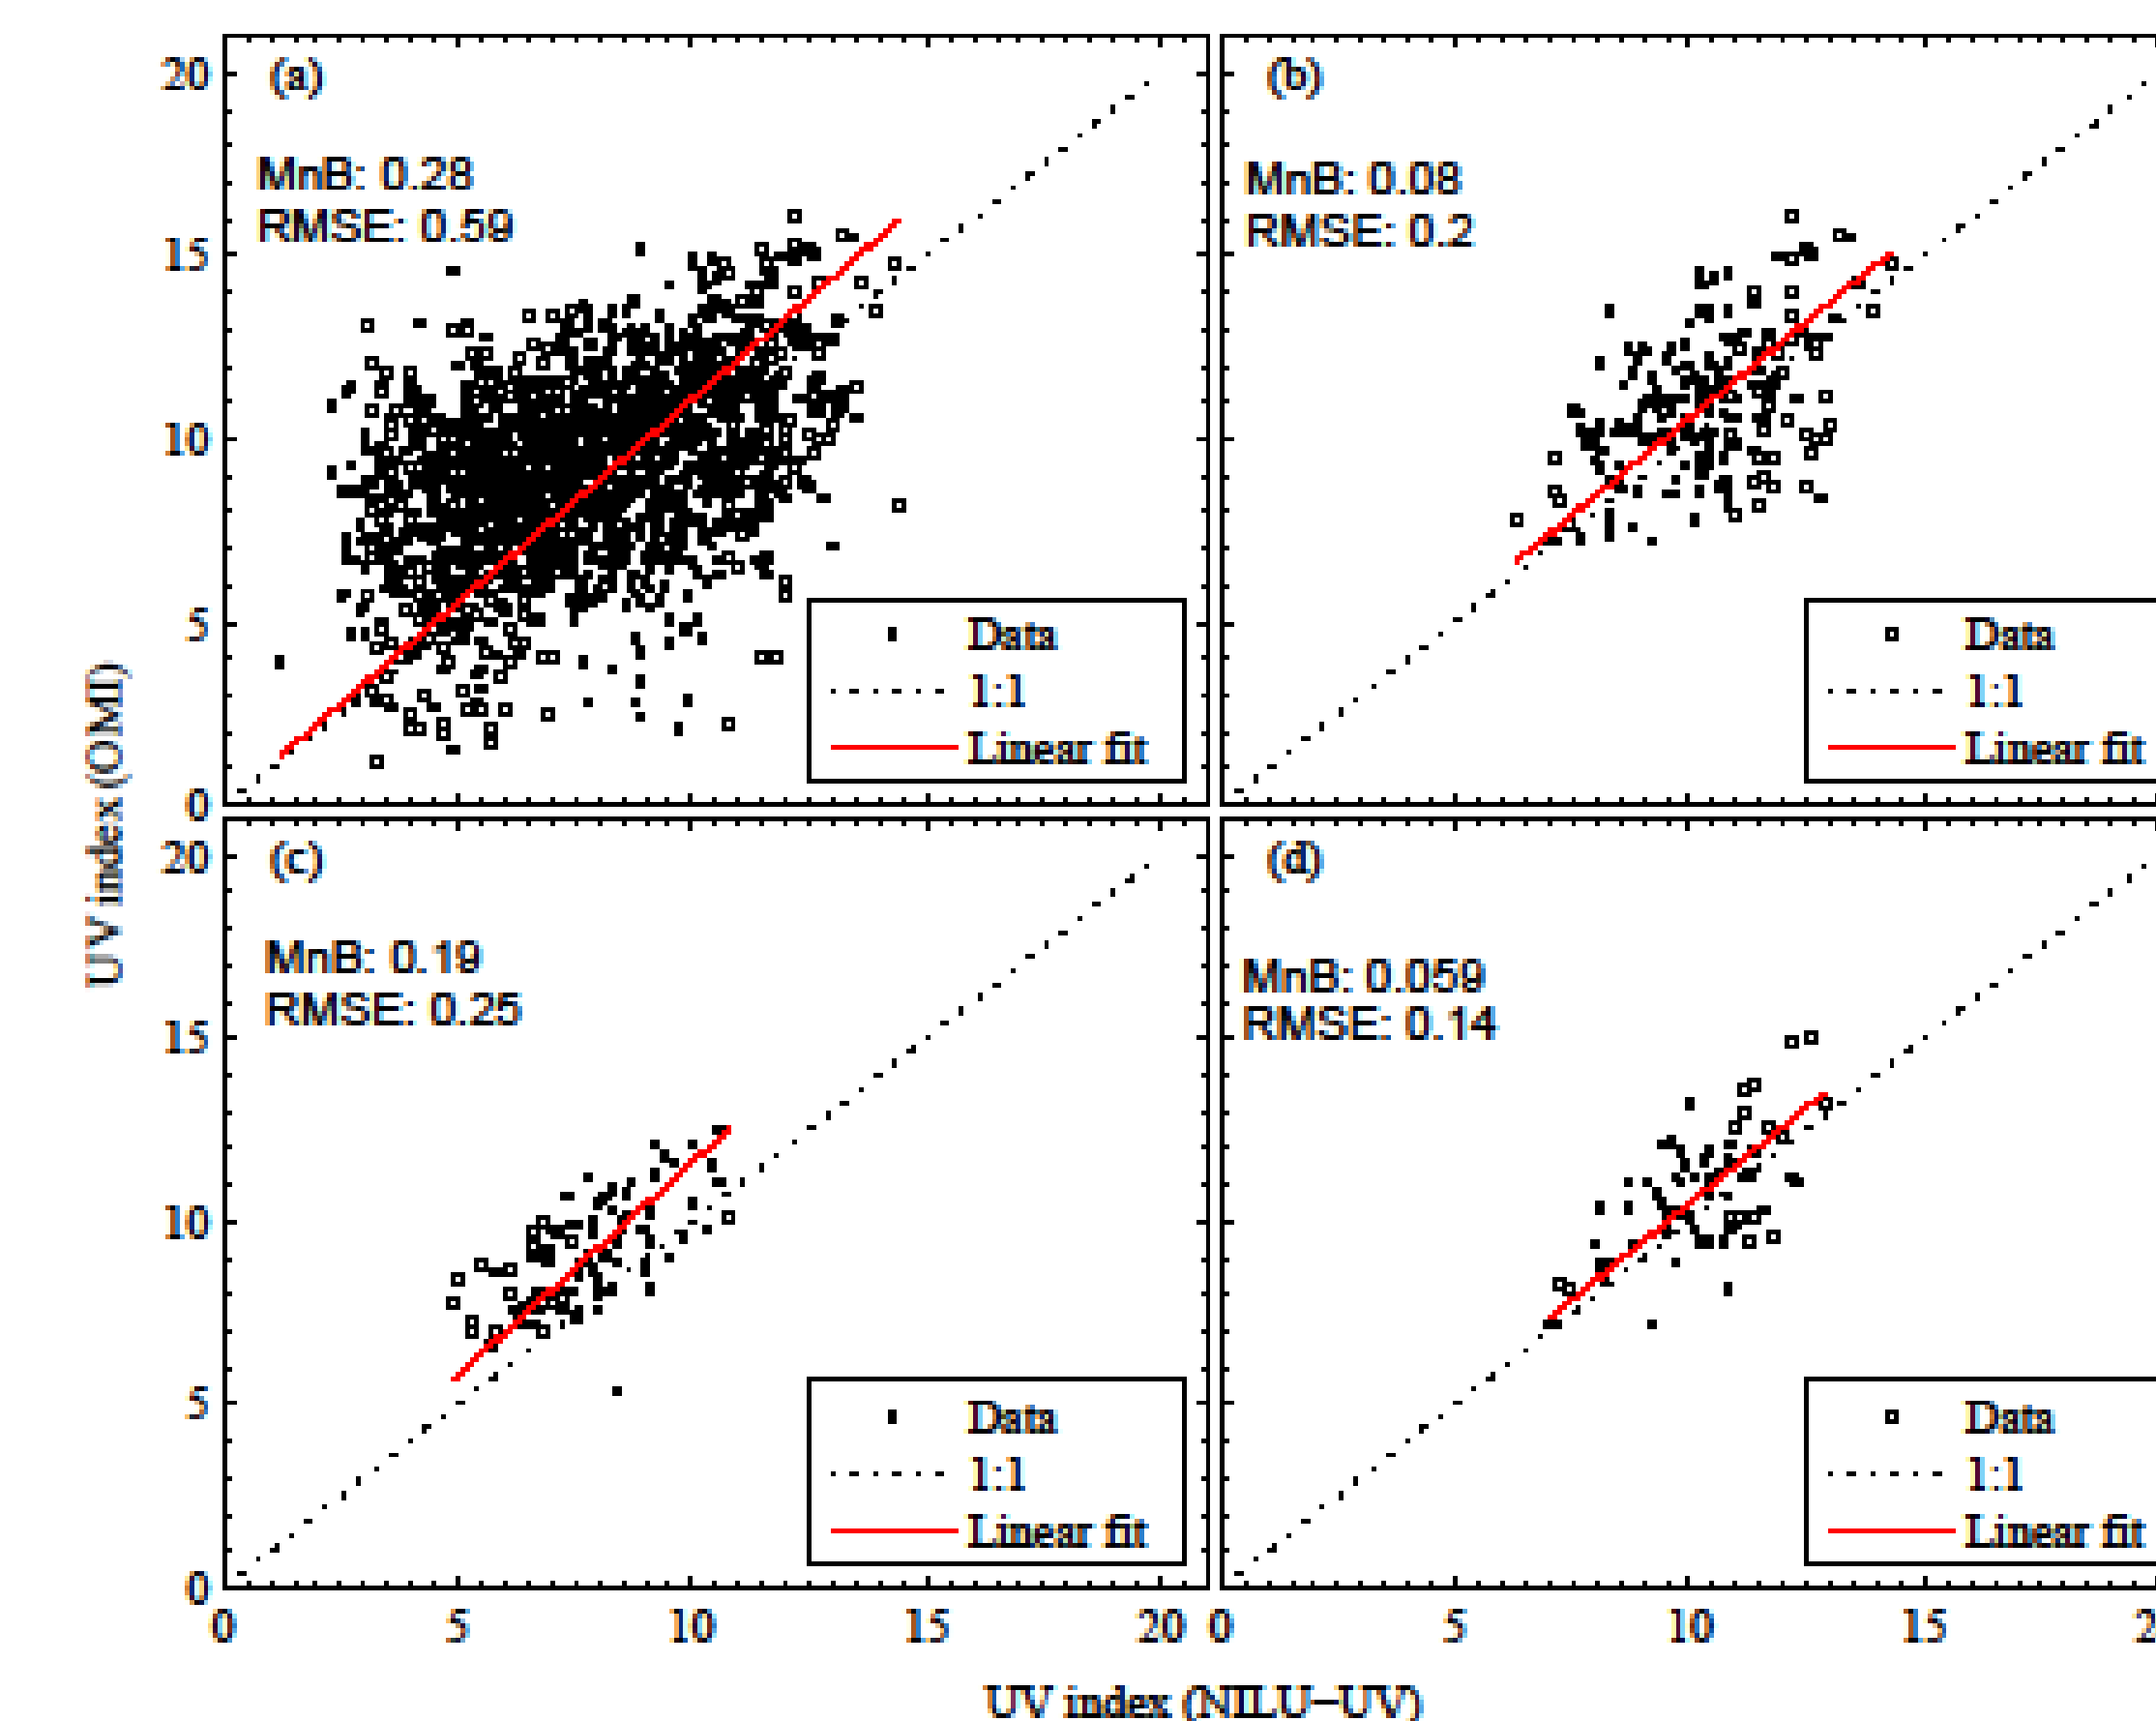 (a)
MnB: 0.28
RMSE: 0.59
Data
1:1
Linear fit
20
15
10
5
0
(b)
MnB: 0.08
RMSE: 0.2
Data
1:1
Linear fit
(c)
MnB: 0.19
RMSE: 0.25
Data
1:1
Linear fit
20
15
10
5
0
(d)
MnB: 0.059
RMSE: 0.14
Data
1:1
Linear fit
0 5 10 15 20 0 5 10 15 2
UV index (OMI)
UV index (NILU−UV)